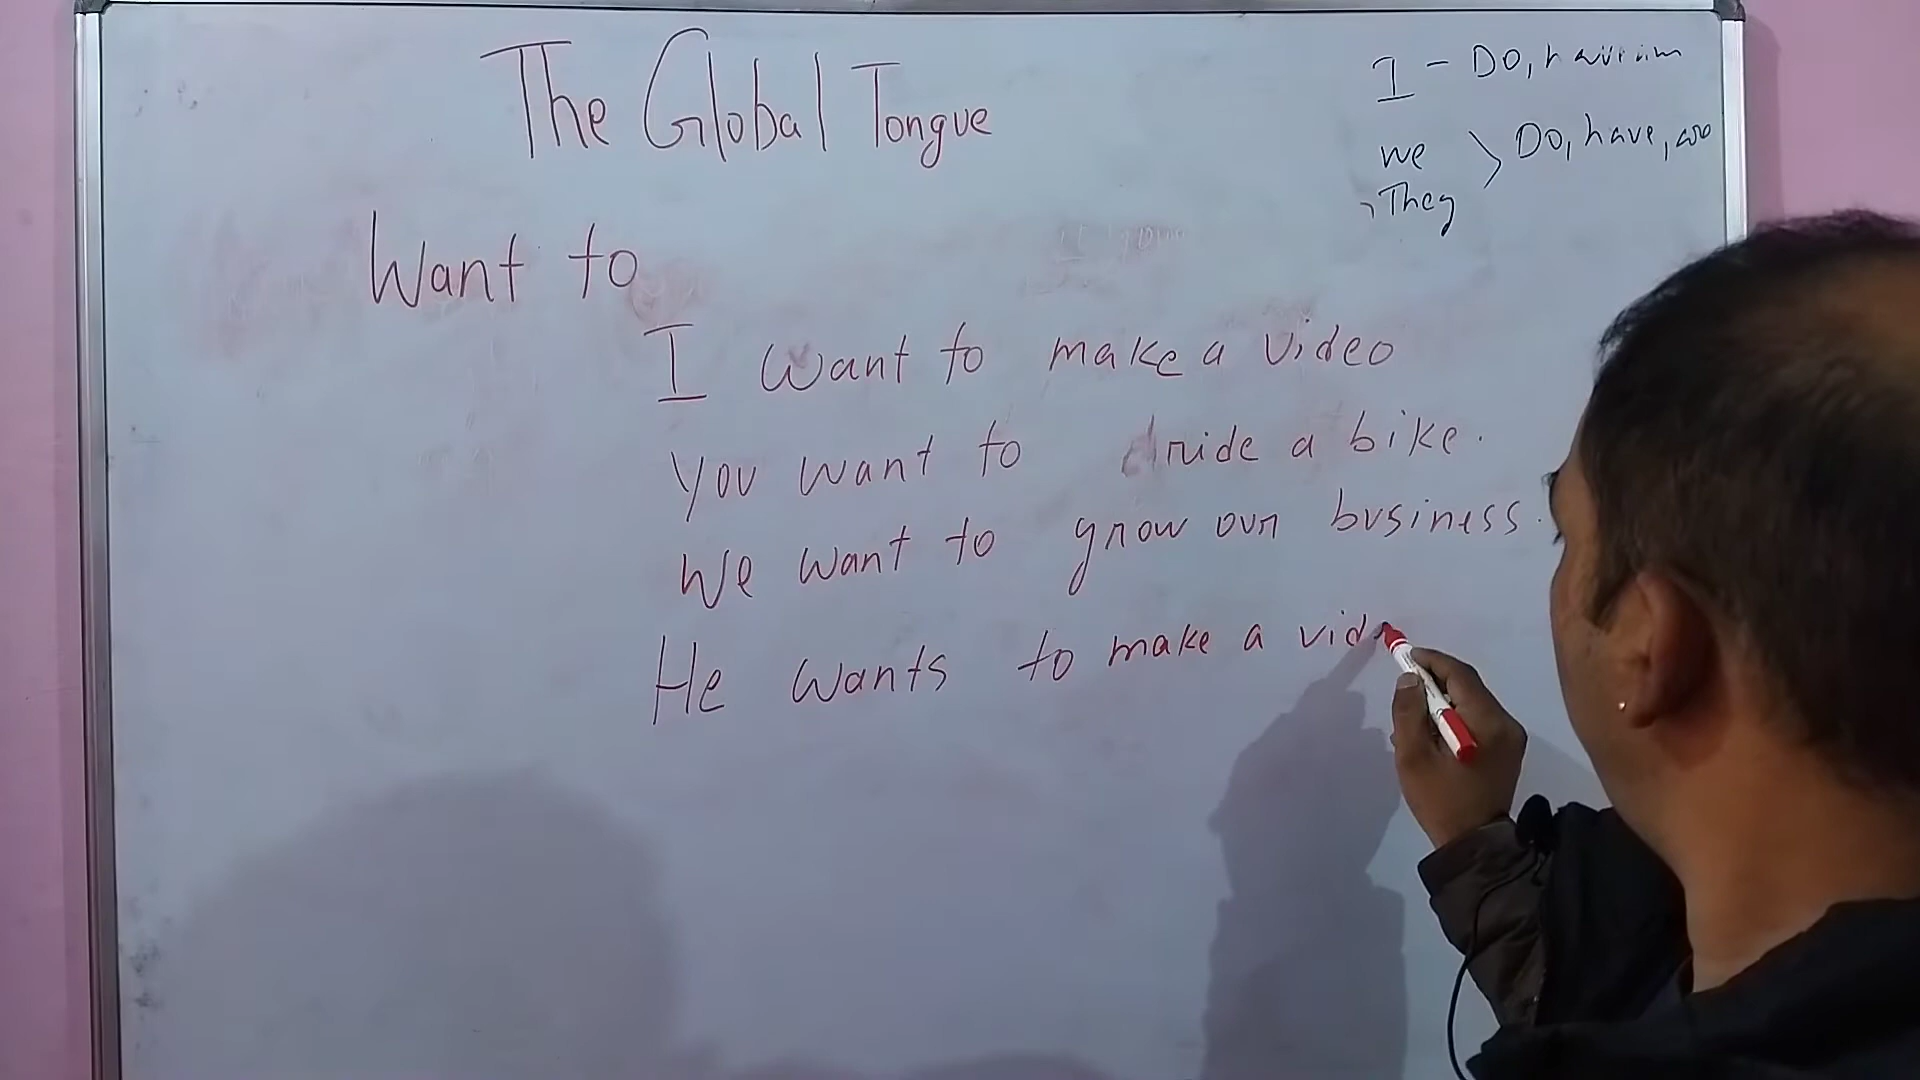 The Global Tongue
I - Do, have am
we
They
Do, have, are
Want to
I want to make a video
You want to ride a bike.
We want to grow our business.
He wants to make a vid